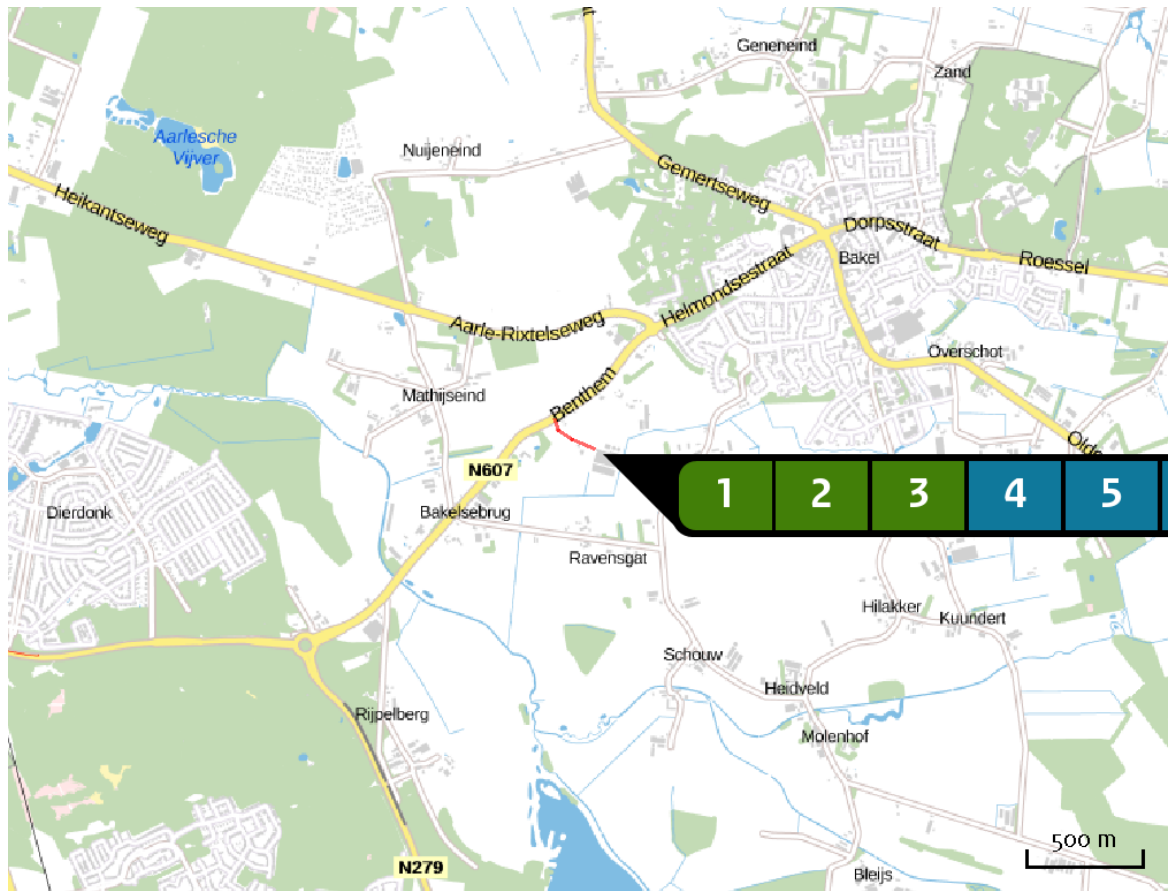 Geneneind
Zand
Aarlesche
Vijver
Nuijeneind
Gemertseweg
Heikantseweg
Dorpsstraat
Bakel
Roessel
Helmondsestraat
Aarle-Rixtelseweg
Overschot
Mathijseind
Benthem
Olde
N607
1 2 3 4 5
Dierdonk
Bakelsebrug
Ravensgat
Hilakker
Kuundert
Schouw
Heidveld
Rijpelberg
Molenhof
500 m
N279
Bleijs